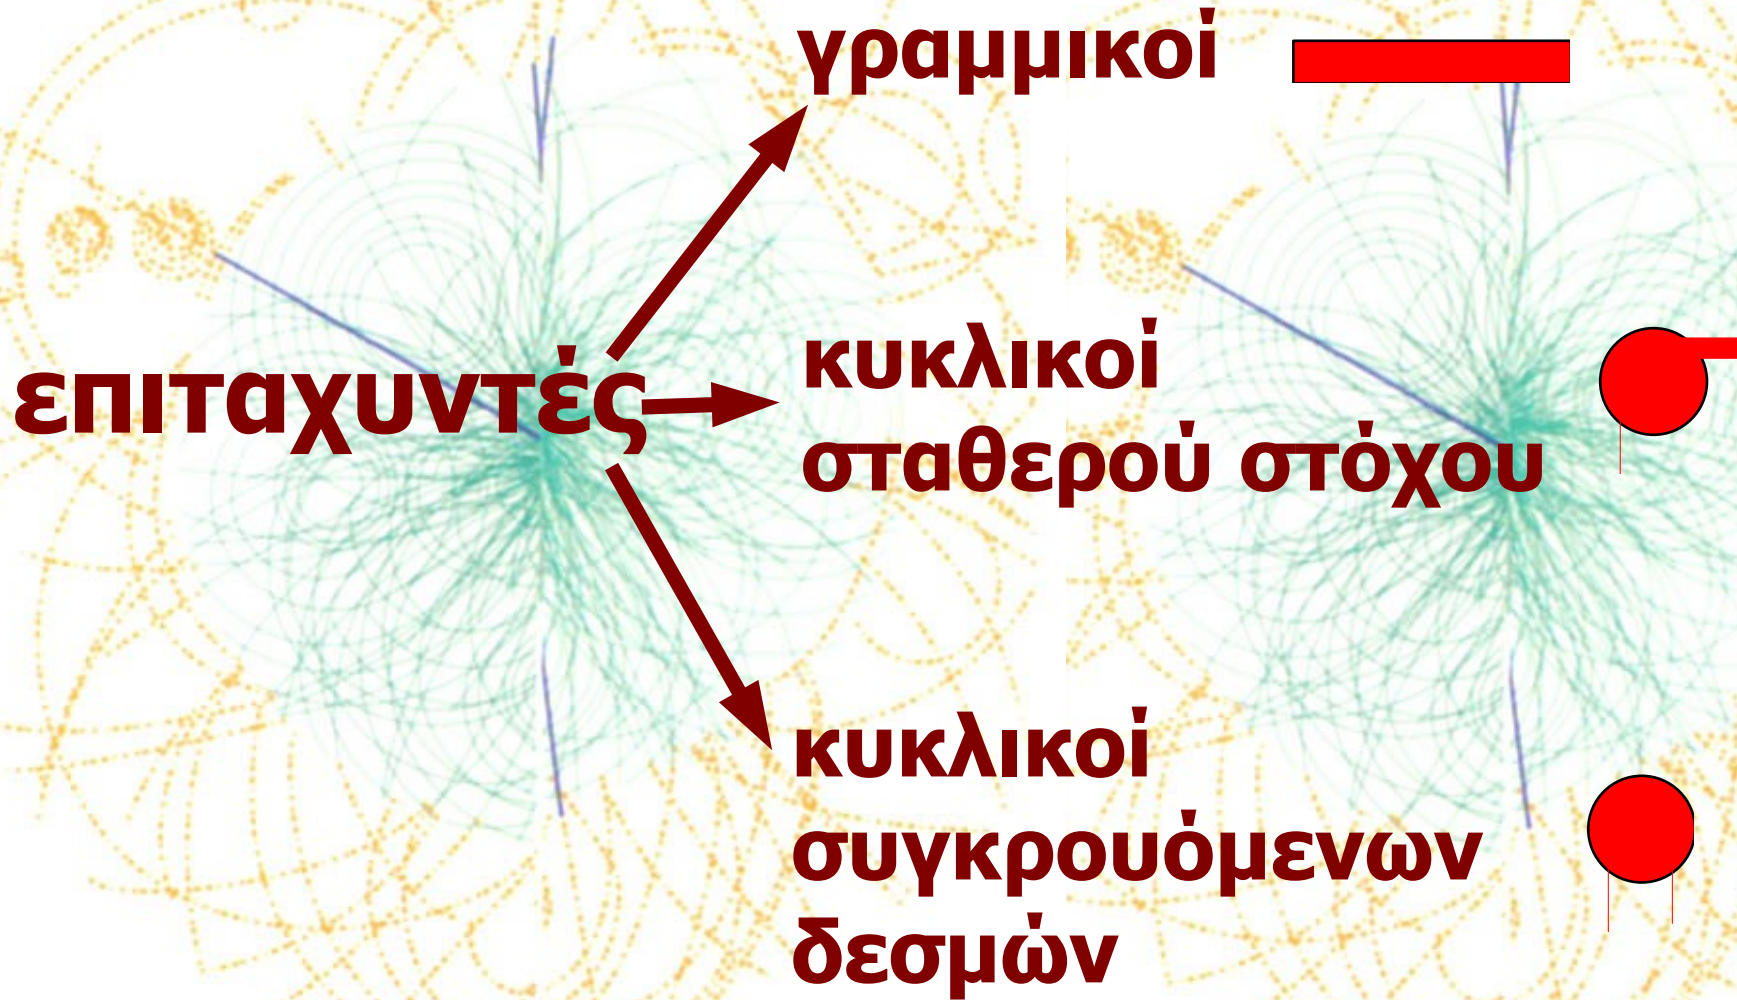 γραμμικοί
επιταχυντές
κυκλικοί
σταθερού στόχου
κυκλικοί
συγκρουόμενων
δεσμών